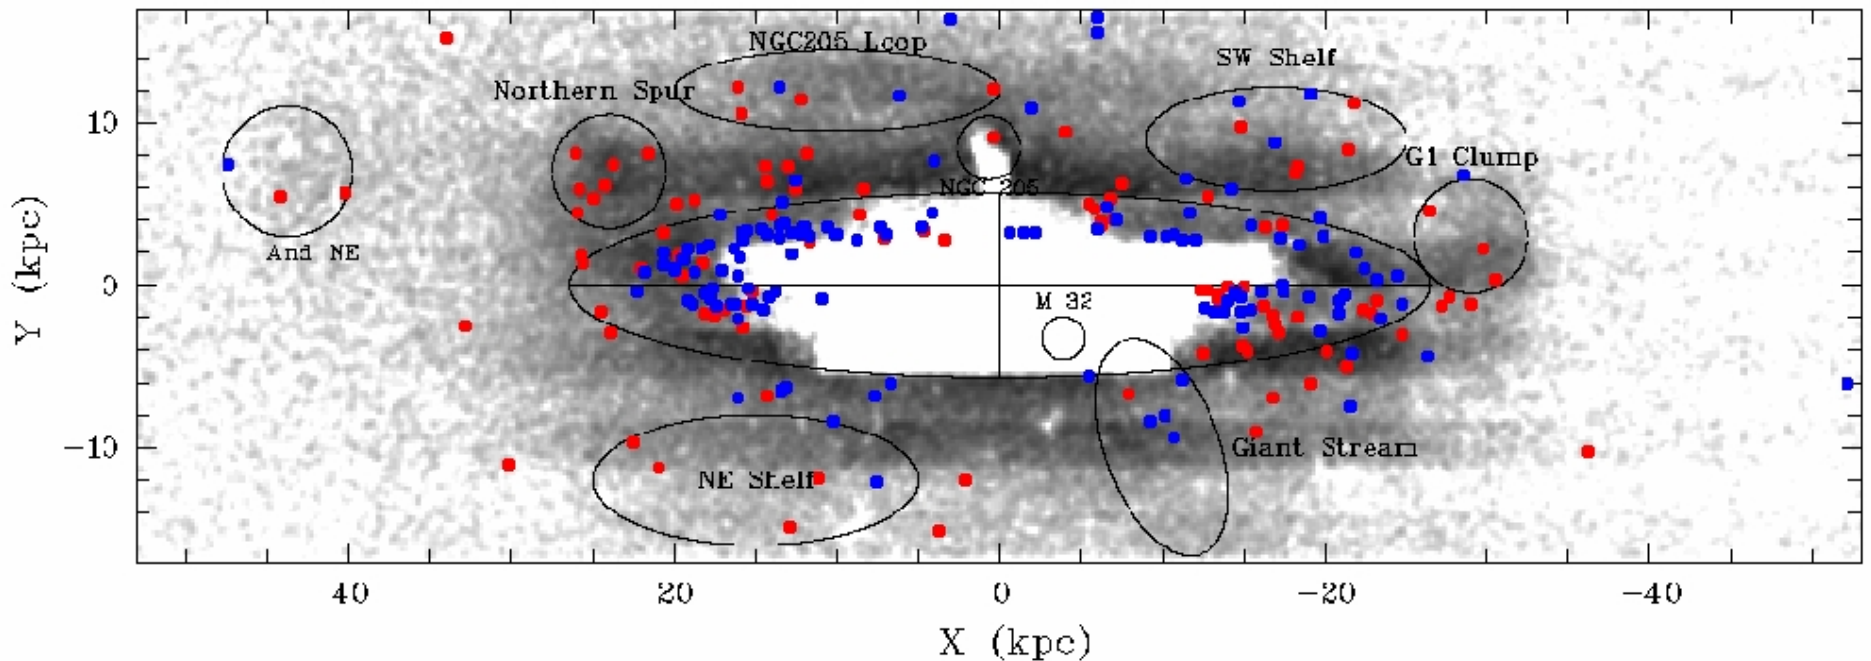 NGC205 Loop
SW Shelf
Northern Spur
10
G1 Clump
NGC 205
And NE
0
M 32
Y (kpc)
-10
Giant Stream
NE Shelf
40 20 0 -20 -40
X (kpc)